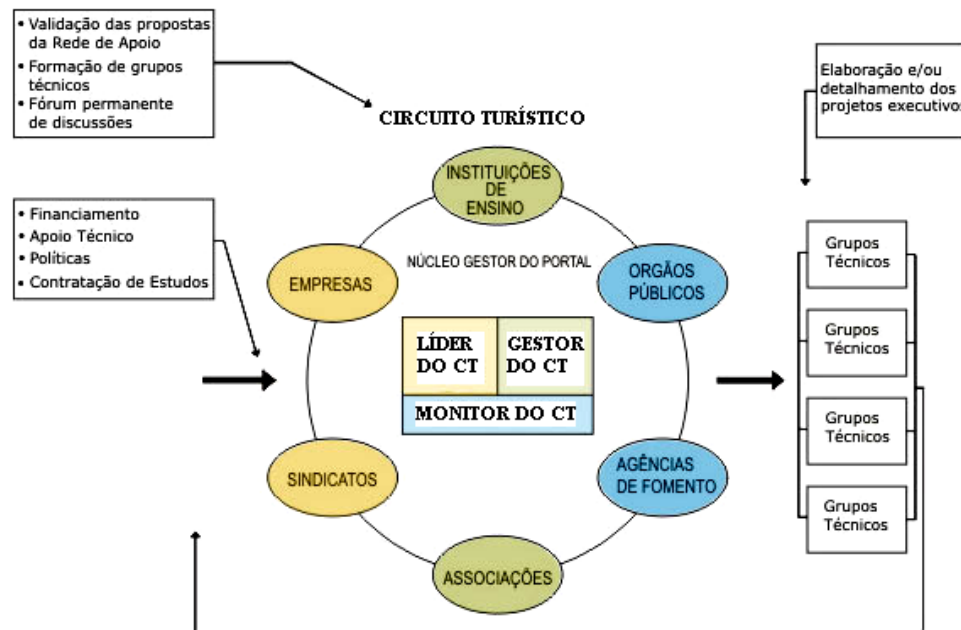 • Validação das propostas
da Rede de Apoio
• Formação de grupos
técnicos
• Fórum permanente
de discussões
Elaboração e/ou
detalhamento dos
projetos executivos
CIRCUITO TURÍSTICO
INSTITUIÇÕES
DE
ENSINO
• Financiamento
• Apoio Técnico
• Políticas
• Contratação de Estudos
NÚCLEO GESTOR DO PORTAL
EMPRESAS
ORGÃOS
PÚBLICOS
LÍDER
DO CT
GESTOR
DO CT
MONITOR DO CT
SINDICATOS
AGÊNCIAS
DE FOMENTO
ASSOCIAÇÕES
Grupos
Técnicos
Grupos
Técnicos
Grupos
Técnicos
Grupos
Técnicos